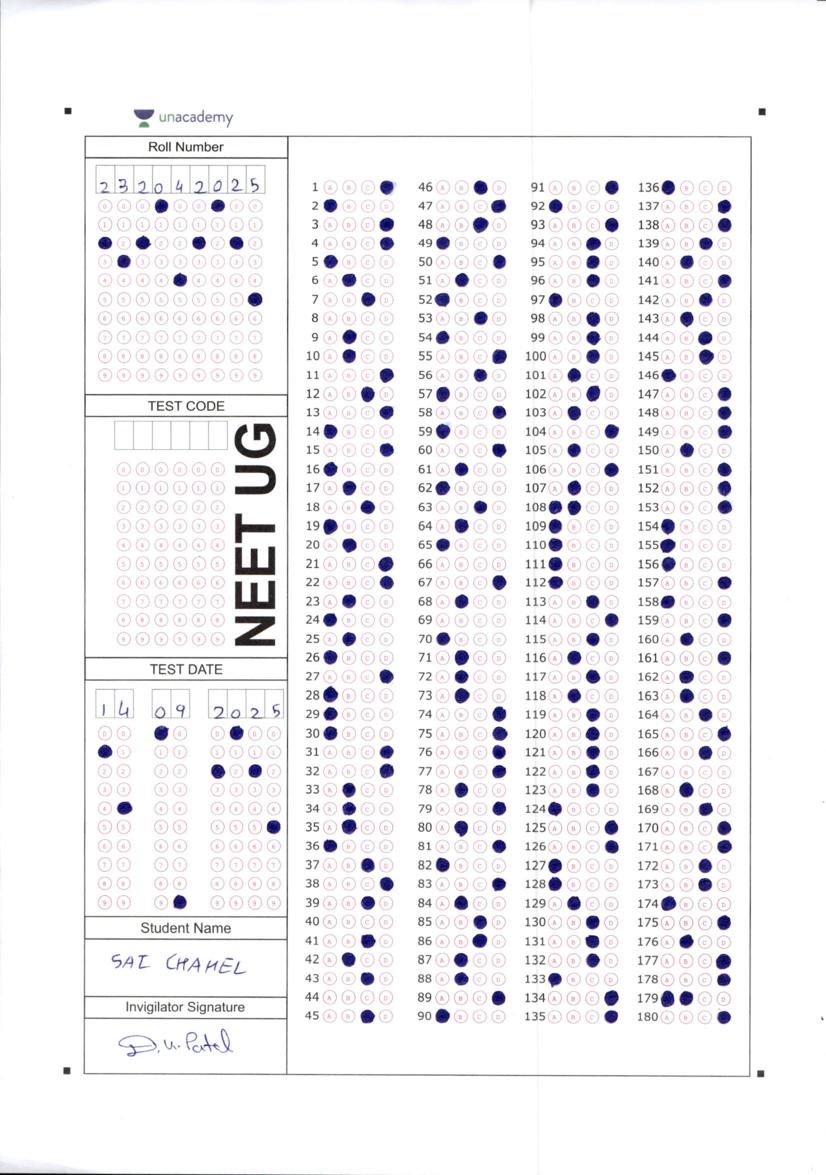 unacademy
Roll Number
2 3 2 0 4 2 0 2 5
TEST CODE
NEET UG
TEST DATE
1 4 0 9 2 0 2 5
Student Name
SAI CHAMEL
Invigilator Signature
D. U. Patel
1 A B C 46 A B D 91 A B C 136 B C D
2 B C D 47 A B C 92 B C D 137 A B C
3 A B C 48 A B D 93 A B C 138 A B C
4 A B C 49 B C D 94 A B D 139 A B D
5 B C D 50 A B C 95 A B D 140 A C D
6 A C D 51 A C D 96 A B D 141 A B C
7 A B D 52 B C D 97 B C D 142 A B D
8 A B C D 53 A B D 98 A B D 143 A C D
9 A C D 54 B C D 99 A B D 144 A B D
10 A C D 55 A B C 100 A B D 145 A B D
11 A B C 56 A B D 101 A C D 146 B C D
12 A B D 57 B C D 102 A B D 147 A B C
13 A B C 58 A B C 103 A C D 148 A B C
14 B C D 59 B C D 104 A B C 149 A B C
15 A B C 60 A B C 105 A C D 150 A C D
16 B C D 61 A C D 106 A B C 151 A B C
17 A C D 62 B C D 107 A C D 152 A B C
18 A B D 63 A B D 108 C D 153 A B C
19 B C D 64 A C D 109 B C D 154 B C D
20 A C D 65 B C D 110 B C D 155 B C D
21 A B C 66 A B C D 111 B C D 156 B C D
22 A B C 67 A B C 112 B C D 157 A B C
23 A C D 68 A C D 113 A B D 158 B C D
24 B C D 69 A B C D 114 A B C 159 A B C
25 A C D 70 B C D 115 A B D 160 A C D
26 B C D 71 A C D 116 A C D 161 A B C
27 A B C 72 A C D 117 A B D 162 A C D
28 B C D 73 A C D 118 A C D 163 A C D
29 B C D 74 A B C 119 A B D 164 A B D
30 B C D 75 A B C 120 A B D 165 A B C
31 A B C 76 A B C 121 A B D 166 A B D
32 A B C 77 A B C 122 A B D 167 A B C D
33 A C D 78 A C D 123 A B D 168 A C D
34 A C D 79 A B C 124 B C D 169 A B D
35 A C D 80 A C D 125 A B C 170 A B C
36 B C D 81 A B C 126 A B C 171 A B C
37 A B D 82 B C D 127 B C D 172 A B D
38 A B C 83 A B C 128 B C D 173 A B D
39 A B D 84 A C D 129 A C D 174 B C D
40 A B C D 85 A B D 130 A B D 175 A B C
41 A B D 86 A B D 131 A B D 176 A C D
42 A C D 87 A C D 132 A B D 177 A B C
43 A B D 88 A C D 133 B C D 178 A B C
44 A B C D 89 A B C 134 A B C 179 C D
45 A B D 90 B C D 135 A B C 180 A B C